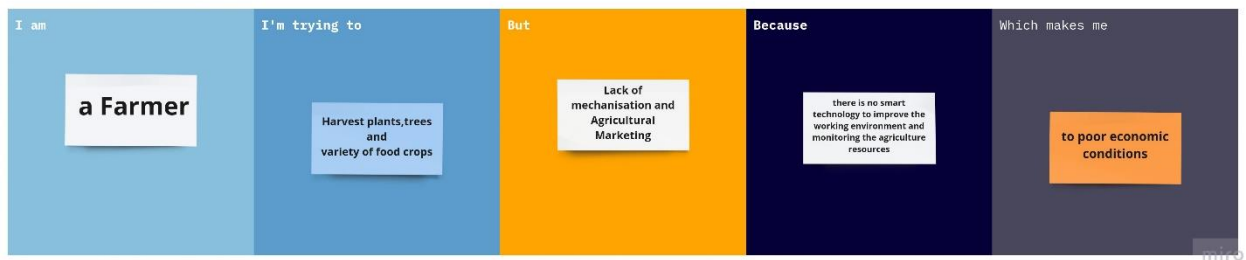 I am
a Farmer
I'm trying to
Harvest plants,trees
and
variety of food crops
But
Lack of
mechanisation and
Agricultural
Marketing
Because
there is no smart
technology to improve the
working environment and
monitoring the agriculture
resources
Which makes me
to poor economic
conditions
miro